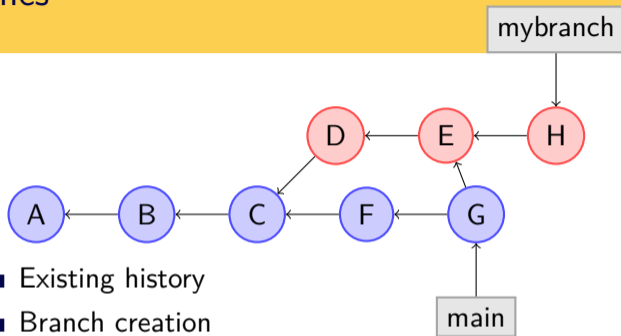 mybranch
D E H
A B C F G
Existing history
Branch creation
main